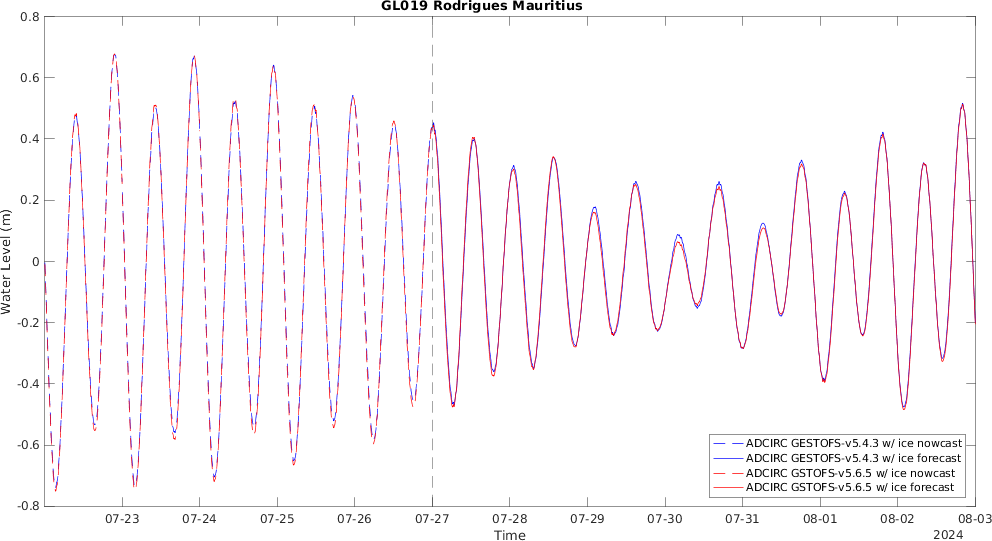 GL019 Rodrigues Mauritius
0.8
0.6
0.4
0.2
0
-0.2
-0.4
-0.6
-0.8
Water Level (m)
ADCIRC GESTOFS-v5.4.3 w/ ice nowcast
ADCIRC GESTOFS-v5.4.3 w/ ice forecast
ADCIRC GSTOFS-v5.6.5 w/ ice nowcast
ADCIRC GSTOFS-v5.6.5 w/ ice forecast
07-23 07-24 07-25 07-26 07-27 07-28 07-29 07-30 07-31 08-01 08-02 08-03
Time
2024